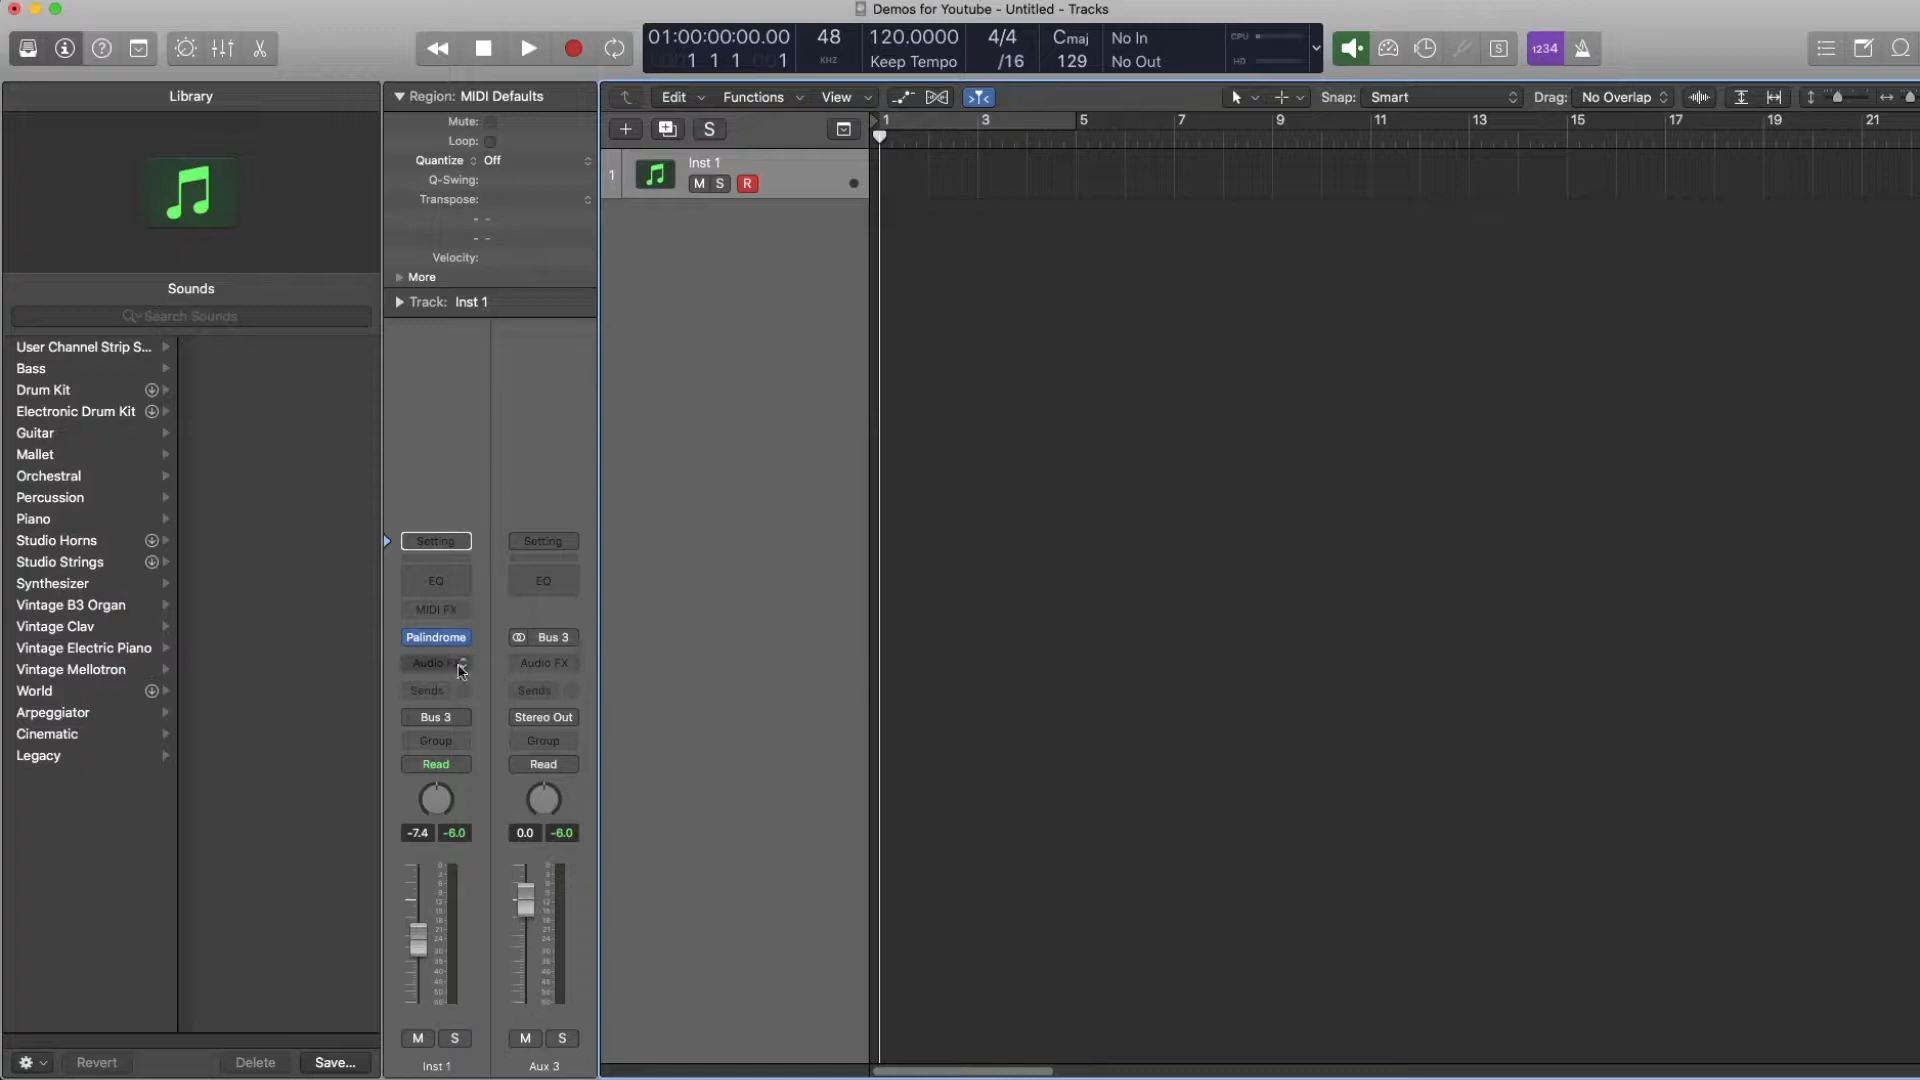 Demos for Youtube - Untitled - Tracks
01:00:00:00.00
1 1 1 1
48
KHZ
120.0000
Keep Tempo
4/4
/16
Cmaj
129
No In
No Out
CPU
HD
S
1234
Library
Region: MIDI Defaults
Edit
Functions
View
Snap: Smart
Drag: No Overlap
Mute:
Loop:
Quantize Off
Q-Swing:
Transpose:
- -
- -
Velocity:
More
Track: Inst 1
S
1 3 5 7 9 11 13 15 17 19 21
1
Inst 1
M S R
Sounds
Search Sounds
User Channel Strip S...
Bass
Drum Kit
Electronic Drum Kit
Guitar
Mallet
Orchestral
Percussion
Piano
Studio Horns
Studio Strings
Synthesizer
Vintage B3 Organ
Vintage Clav
Vintage Electric Piano
Vintage Mellotron
World
Arpeggiator
Cinematic
Legacy
Setting
EQ
MIDI FX
Palindrome
Audio FX
Sends
Bus 3
Group
Read
-7.4 -6.0
M S
Inst 1
Setting
EQ
Bus 3
Audio FX
Sends
Stereo Out
Group
Read
0.0 -6.0
M S
Aux 3
Revert
Delete
Save...